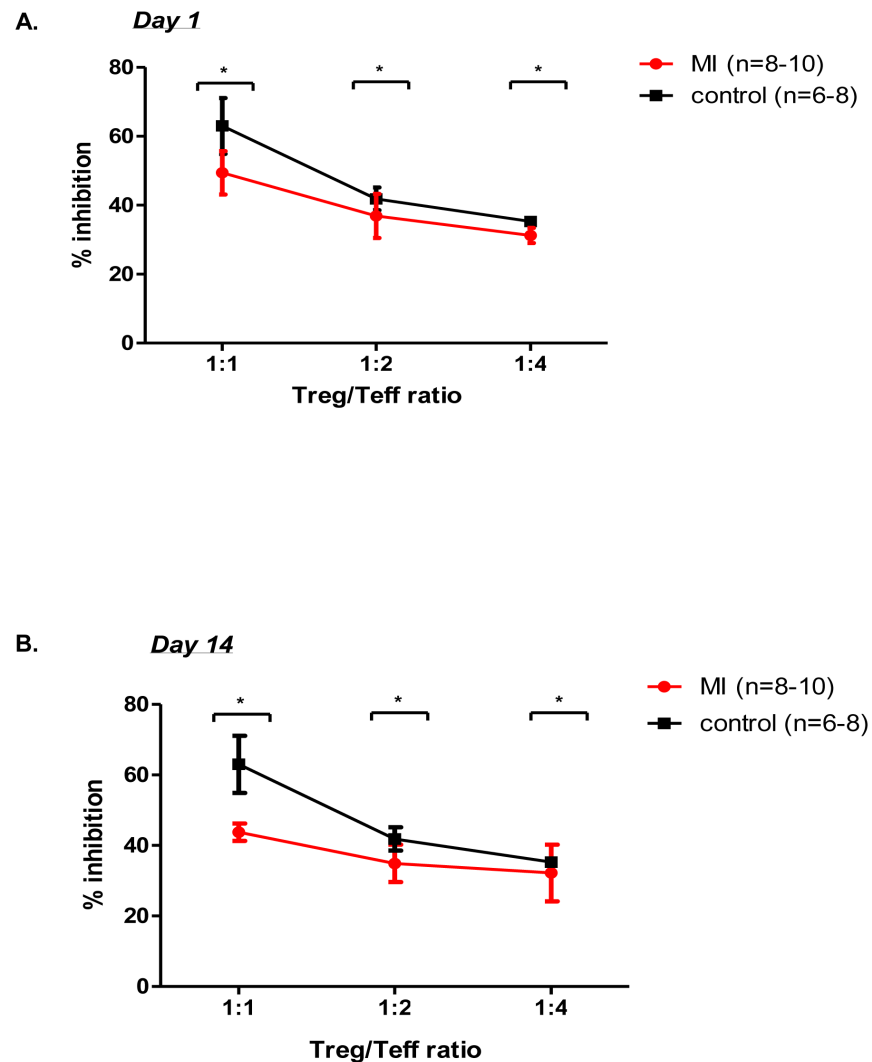 A.
Day 1
* * *
MI (n=8-10)
control (n=6-8)
80
60
40
20
0
% inhibition
1:1 1:2 1:4
Treg/Teff ratio
B.
Day 14
* * *
MI (n=8-10)
control (n=6-8)
80
60
40
20
0
% inhibition
1:1 1:2 1:4
Treg/Teff ratio